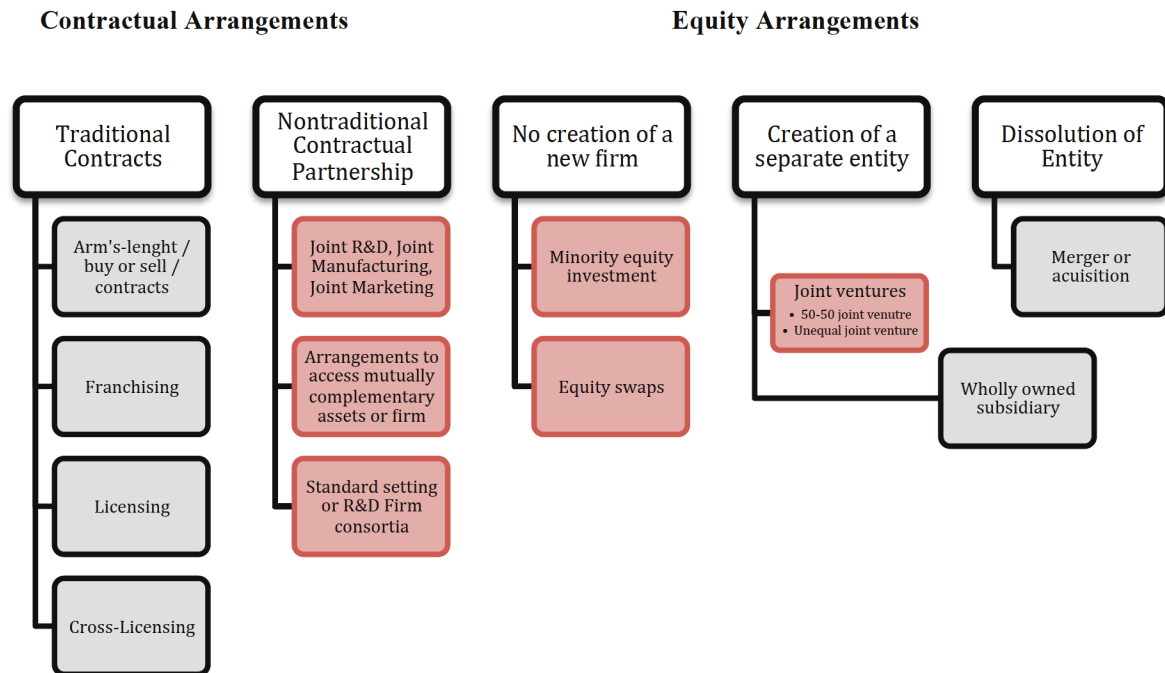 Contractual Arrangements
Equity Arrangements
Traditional
Contracts
Arm's-lenght /
buy or sell /
contracts
Franchising
Licensing
Cross-Licensing
Nontraditional
Contractual
Partnership
Joint R&D, Joint
Manufacturing,
Joint Marketing
Arrangements to
access mutually
complementary
assets or firm
Standard setting
or R&D Firm
consortia
No creation of a
new firm
Minority equity
investment
Equity swaps
Creation of a
separate entity
Joint ventures
• 50-50 joint venutre
• Unequal joint venture
Wholly owned
subsidiary
Dissolution of
Entity
Merger or
acuisition